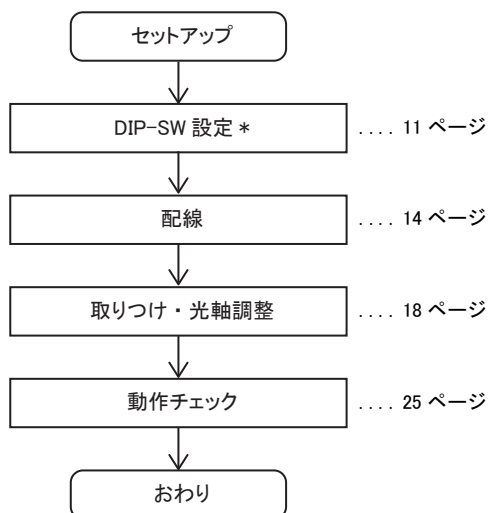 セットアップ
DIP-SW 設定 * .... 11 ページ
配線 .... 14 ページ
取りつけ・光軸調整 .... 18 ページ
動作チェック .... 25 ページ
おわり